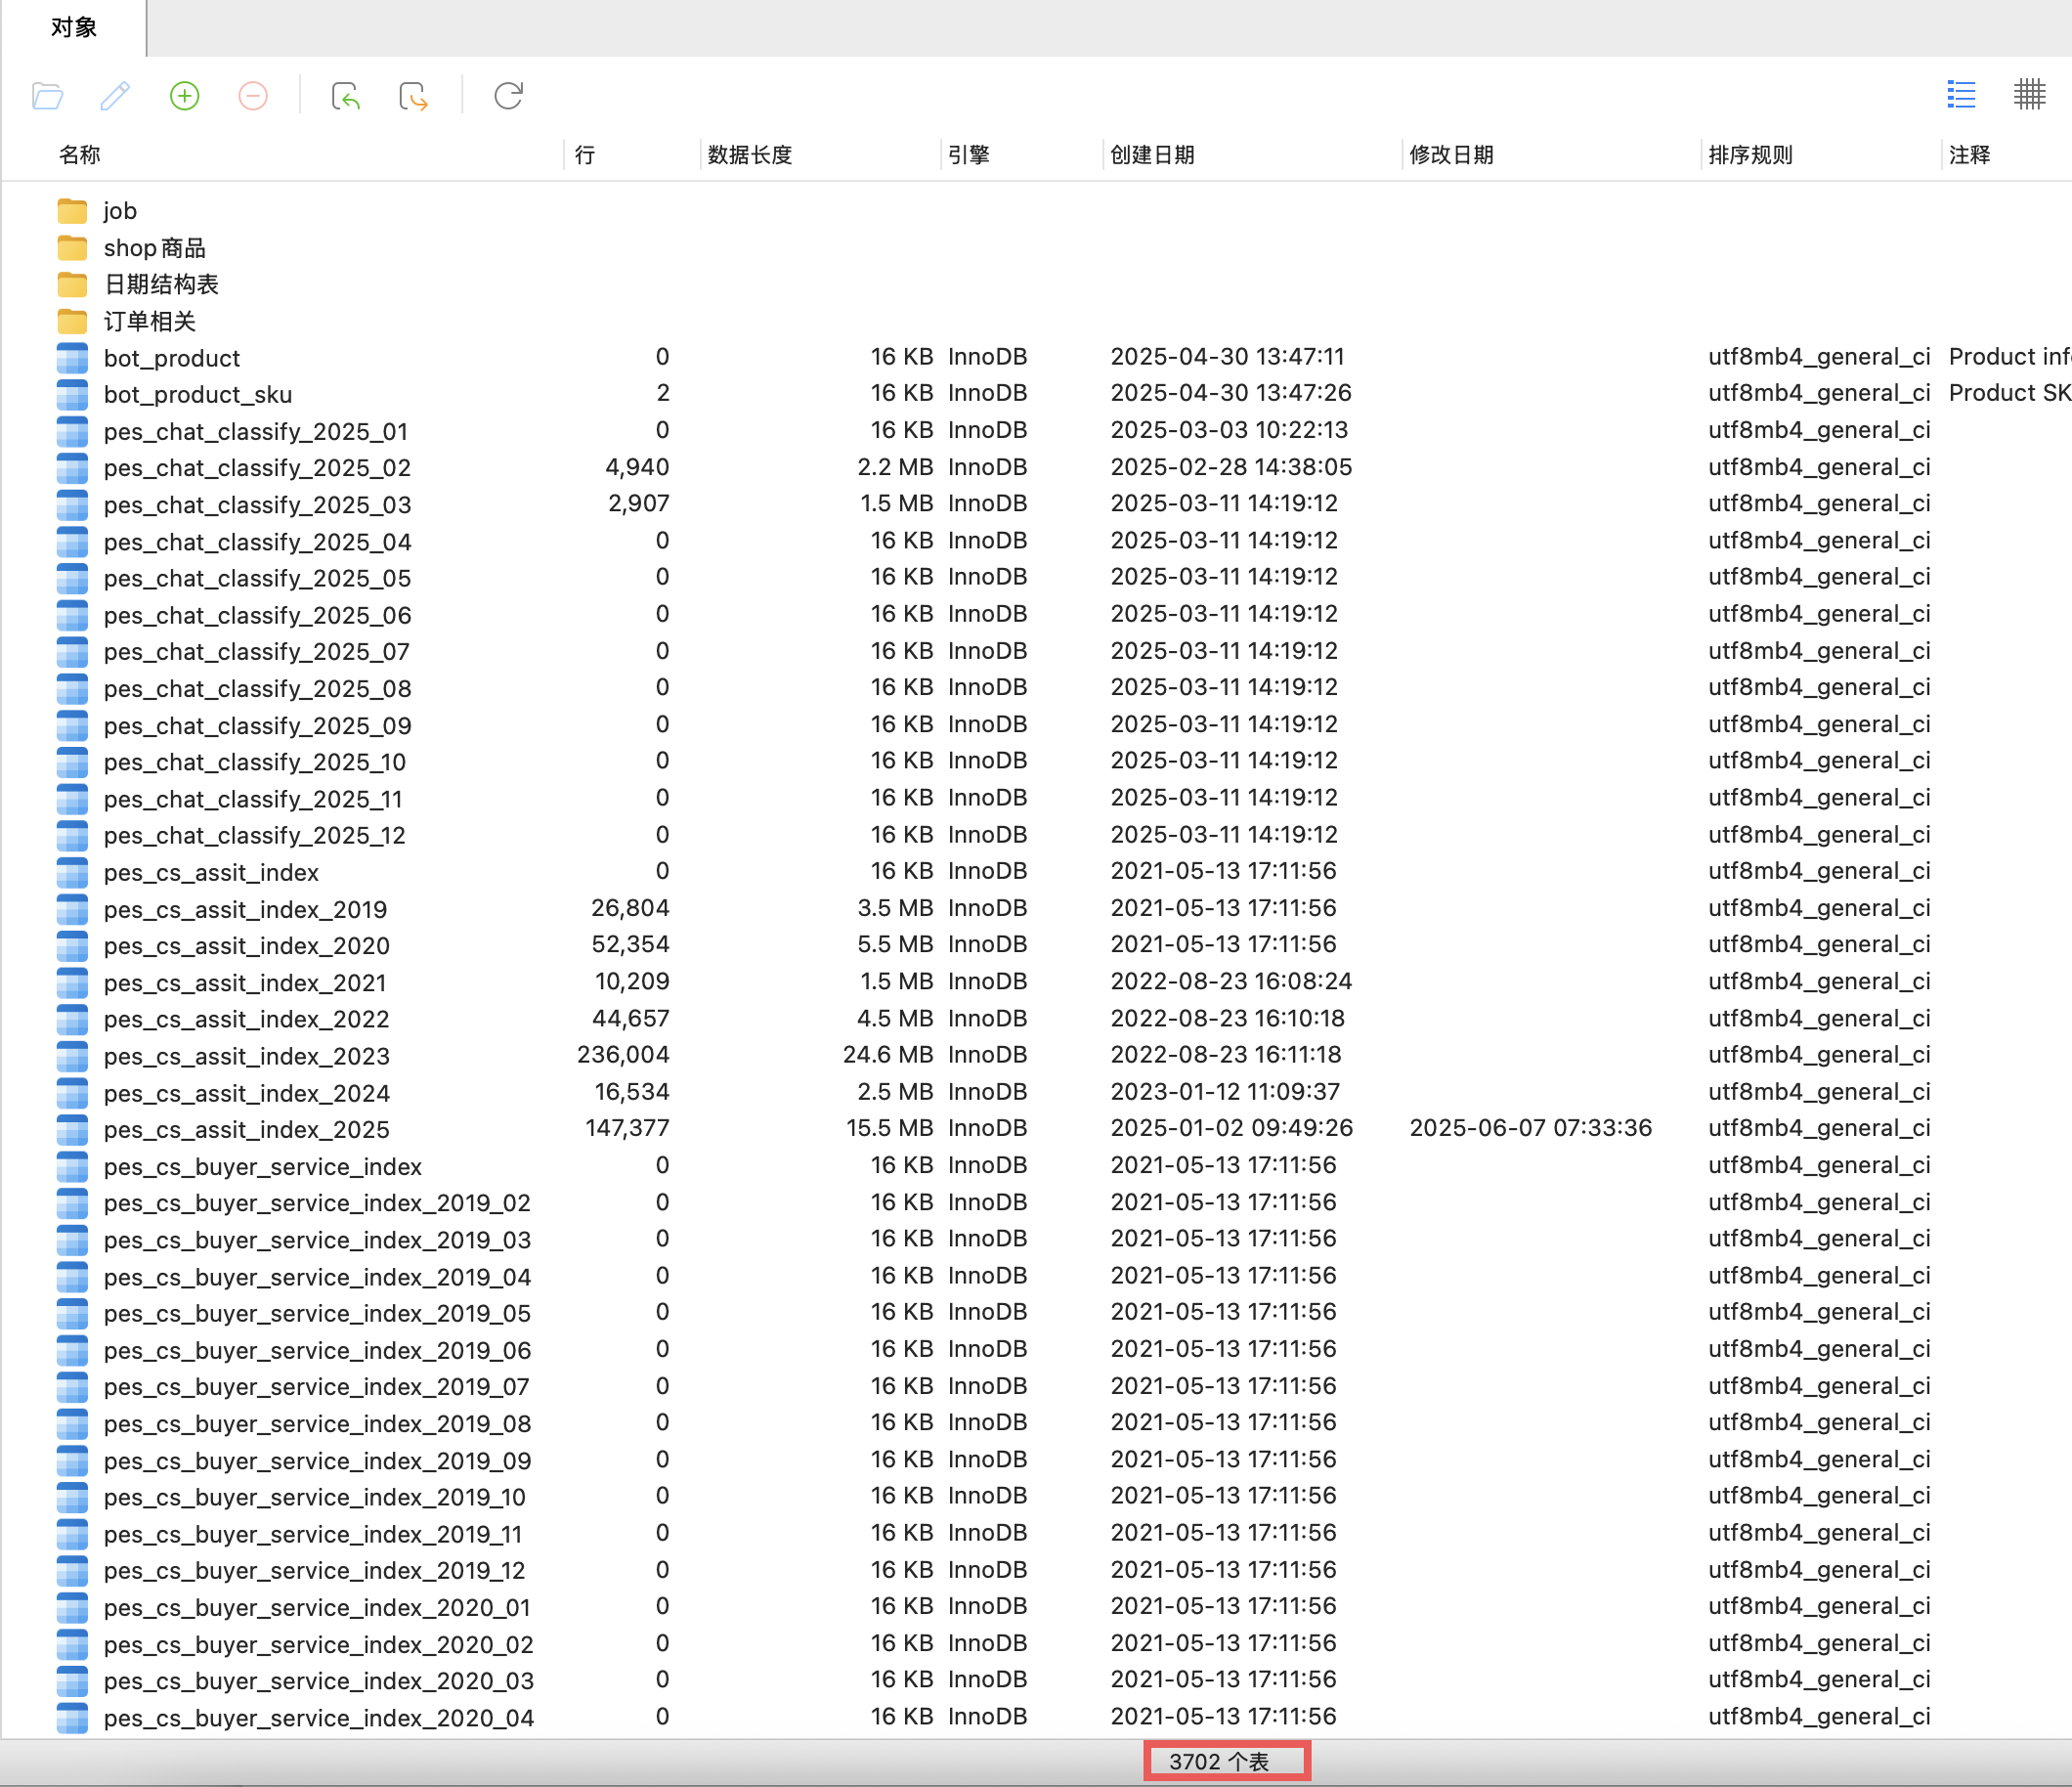 对象
名称 行 数据长度 引擎 创建日期 修改日期 排序规则 注释
job
shop商品
日期结构表
订单相关
bot_product 0 16 KB InnoDB 2025-04-30 13:47:11 utf8mb4_general_ci Product inf
bot_product_sku 2 16 KB InnoDB 2025-04-30 13:47:26 utf8mb4_general_ci Product SK
pes_chat_classify_2025_01 0 16 KB InnoDB 2025-03-03 10:22:13 utf8mb4_general_ci
pes_chat_classify_2025_02 4,940 2.2 MB InnoDB 2025-02-28 14:38:05 utf8mb4_general_ci
pes_chat_classify_2025_03 2,907 1.5 MB InnoDB 2025-03-11 14:19:12 utf8mb4_general_ci
pes_chat_classify_2025_04 0 16 KB InnoDB 2025-03-11 14:19:12 utf8mb4_general_ci
pes_chat_classify_2025_05 0 16 KB InnoDB 2025-03-11 14:19:12 utf8mb4_general_ci
pes_chat_classify_2025_06 0 16 KB InnoDB 2025-03-11 14:19:12 utf8mb4_general_ci
pes_chat_classify_2025_07 0 16 KB InnoDB 2025-03-11 14:19:12 utf8mb4_general_ci
pes_chat_classify_2025_08 0 16 KB InnoDB 2025-03-11 14:19:12 utf8mb4_general_ci
pes_chat_classify_2025_09 0 16 KB InnoDB 2025-03-11 14:19:12 utf8mb4_general_ci
pes_chat_classify_2025_10 0 16 KB InnoDB 2025-03-11 14:19:12 utf8mb4_general_ci
pes_chat_classify_2025_11 0 16 KB InnoDB 2025-03-11 14:19:12 utf8mb4_general_ci
pes_chat_classify_2025_12 0 16 KB InnoDB 2025-03-11 14:19:12 utf8mb4_general_ci
pes_cs_assit_index 0 16 KB InnoDB 2021-05-13 17:11:56 utf8mb4_general_ci
pes_cs_assit_index_2019 26,804 3.5 MB InnoDB 2021-05-13 17:11:56 utf8mb4_general_ci
pes_cs_assit_index_2020 52,354 5.5 MB InnoDB 2021-05-13 17:11:56 utf8mb4_general_ci
pes_cs_assit_index_2021 10,209 1.5 MB InnoDB 2022-08-23 16:08:24 utf8mb4_general_ci
pes_cs_assit_index_2022 44,657 4.5 MB InnoDB 2022-08-23 16:10:18 utf8mb4_general_ci
pes_cs_assit_index_2023 236,004 24.6 MB InnoDB 2022-08-23 16:11:18 utf8mb4_general_ci
pes_cs_assit_index_2024 16,534 2.5 MB InnoDB 2023-01-12 11:09:37 utf8mb4_general_ci
pes_cs_assit_index_2025 147,377 15.5 MB InnoDB 2025-01-02 09:49:26 2025-06-07 07:33:36 utf8mb4_general_ci
pes_cs_buyer_service_index 0 16 KB InnoDB 2021-05-13 17:11:56 utf8mb4_general_ci
pes_cs_buyer_service_index_2019_02 0 16 KB InnoDB 2021-05-13 17:11:56 utf8mb4_general_ci
pes_cs_buyer_service_index_2019_03 0 16 KB InnoDB 2021-05-13 17:11:56 utf8mb4_general_ci
pes_cs_buyer_service_index_2019_04 0 16 KB InnoDB 2021-05-13 17:11:56 utf8mb4_general_ci
pes_cs_buyer_service_index_2019_05 0 16 KB InnoDB 2021-05-13 17:11:56 utf8mb4_general_ci
pes_cs_buyer_service_index_2019_06 0 16 KB InnoDB 2021-05-13 17:11:56 utf8mb4_general_ci
pes_cs_buyer_service_index_2019_07 0 16 KB InnoDB 2021-05-13 17:11:56 utf8mb4_general_ci
pes_cs_buyer_service_index_2019_08 0 16 KB InnoDB 2021-05-13 17:11:56 utf8mb4_general_ci
pes_cs_buyer_service_index_2019_09 0 16 KB InnoDB 2021-05-13 17:11:56 utf8mb4_general_ci
pes_cs_buyer_service_index_2019_10 0 16 KB InnoDB 2021-05-13 17:11:56 utf8mb4_general_ci
pes_cs_buyer_service_index_2019_11 0 16 KB InnoDB 2021-05-13 17:11:56 utf8mb4_general_ci
pes_cs_buyer_service_index_2019_12 0 16 KB InnoDB 2021-05-13 17:11:56 utf8mb4_general_ci
pes_cs_buyer_service_index_2020_01 0 16 KB InnoDB 2021-05-13 17:11:56 utf8mb4_general_ci
pes_cs_buyer_service_index_2020_02 0 16 KB InnoDB 2021-05-13 17:11:56 utf8mb4_general_ci
pes_cs_buyer_service_index_2020_03 0 16 KB InnoDB 2021-05-13 17:11:56 utf8mb4_general_ci
pes_cs_buyer_service_index_2020_04 0 16 KB InnoDB 2021-05-13 17:11:56 utf8mb4_general_ci
3702 个表